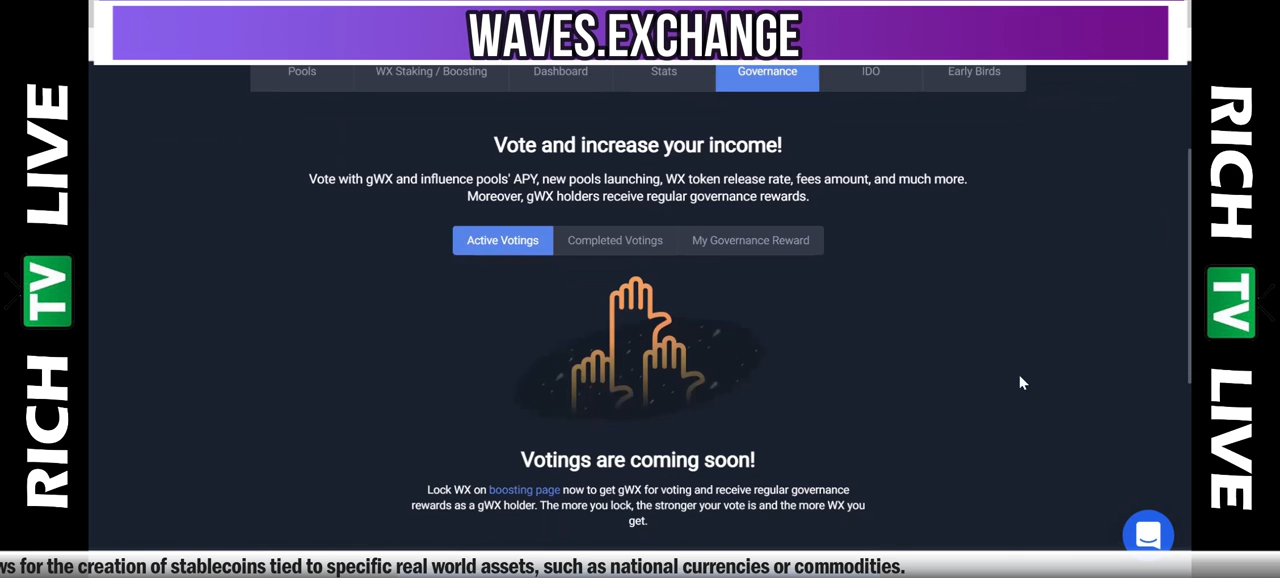 WAVES.EXCHANGE
Pools WX Staking / Boosting Dashboard Stats Governance IDO Early Birds
Vote and increase your income!
Vote with gWX and influence pools' APY, new pools launching, WX token release rate, fees amount, and much more.
Moreover, gWX holders receive regular governance rewards.
Active Votings Completed Votings My Governance Reward
Votings are coming soon!
Lock WX on boosting page now to get gWX for voting and receive regular governance
rewards as a gWX holder. The more you lock, the stronger your vote is and the more WX you
get.
RICH TV LIVE
RICH TV LIVE
for the creation of stablecoins tied to specific real world assets, such as national currencies or commodities.